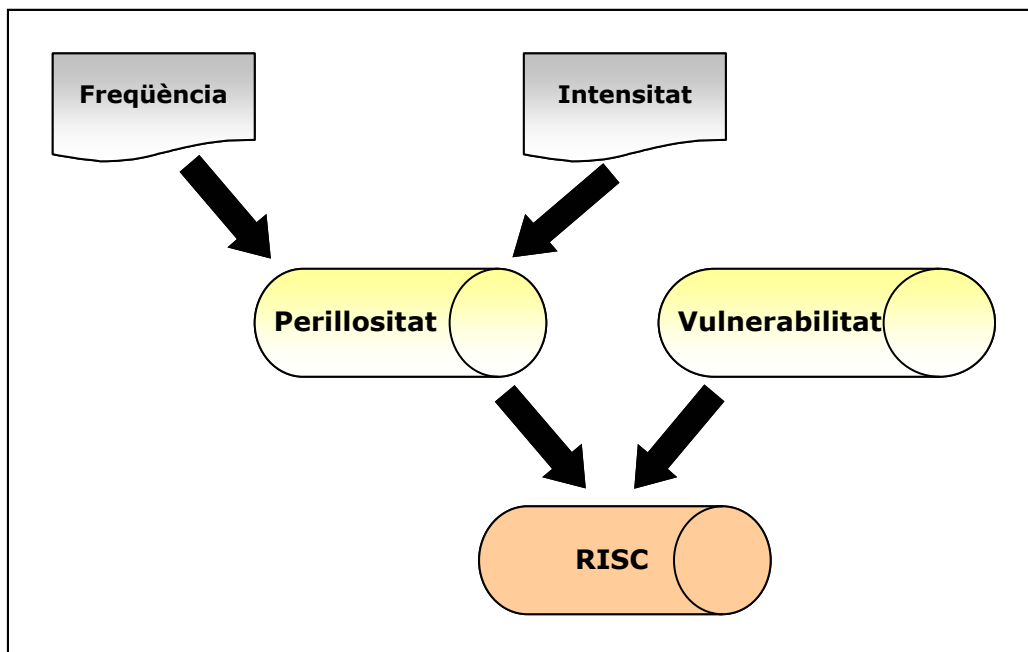 Freqüència
Intensitat
Perillositat
Vulnerabilitat
RISC